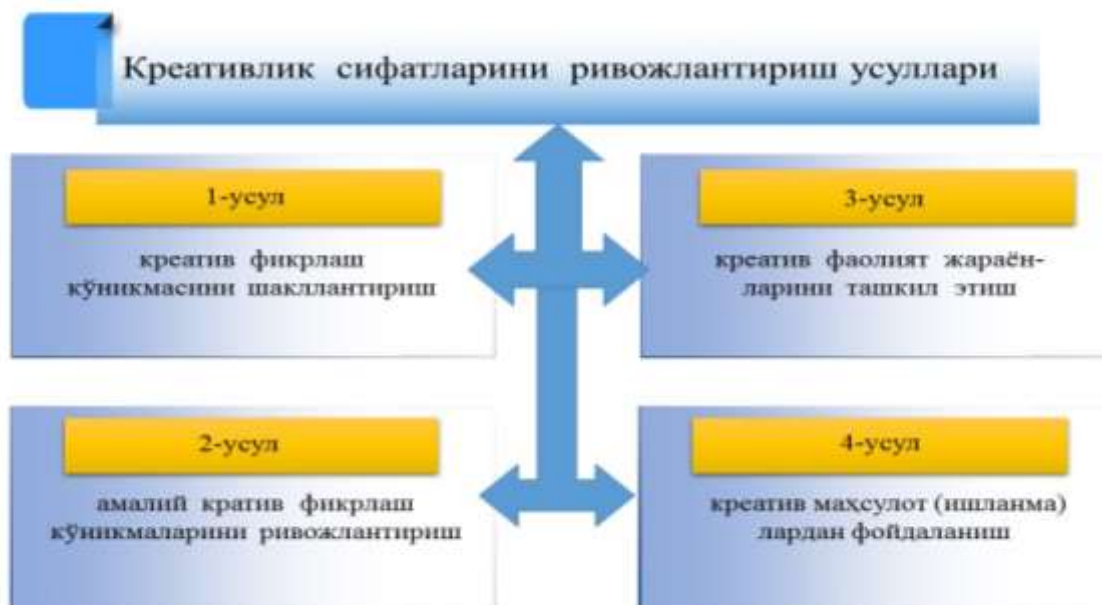 Креативлик сифатларини ривожлантириш усуллари
1-усул
креатив фикрлаш
кўникмасини шакллантириш
2-усул
амалий кратив фикрлаш
кўникмаларини ривожлантириш
3-усул
креатив фаолият жараён-
ларини ташкил этиш
4-усул
креатив маҳсулот (ишланма)
лардан фойдаланиш